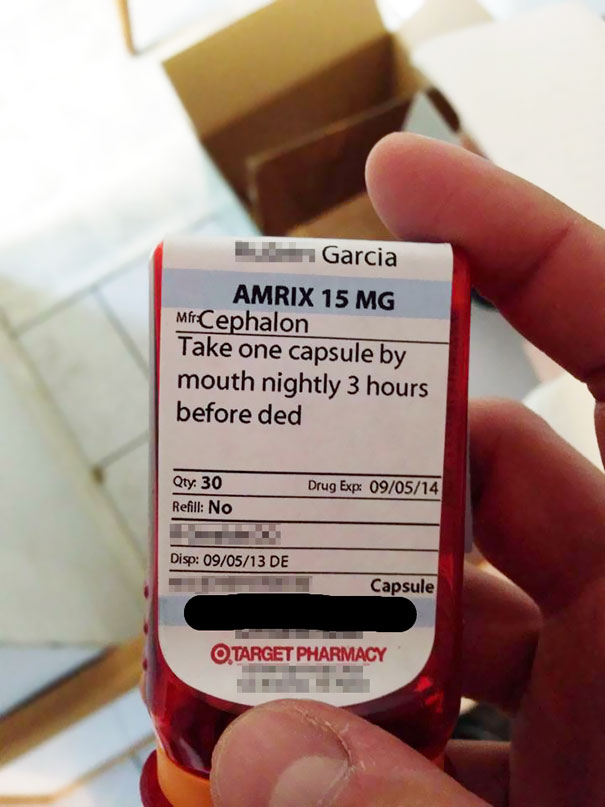 Garcia
AMRIX 15 MG
Mfr:Cephalon
Take one capsule by
mouth nightly 3 hours
before ded
Qty: 30 Drug Exp: 09/05/14
Refill: No
Disp: 09/05/13 DE
Capsule
TARGET PHARMACY